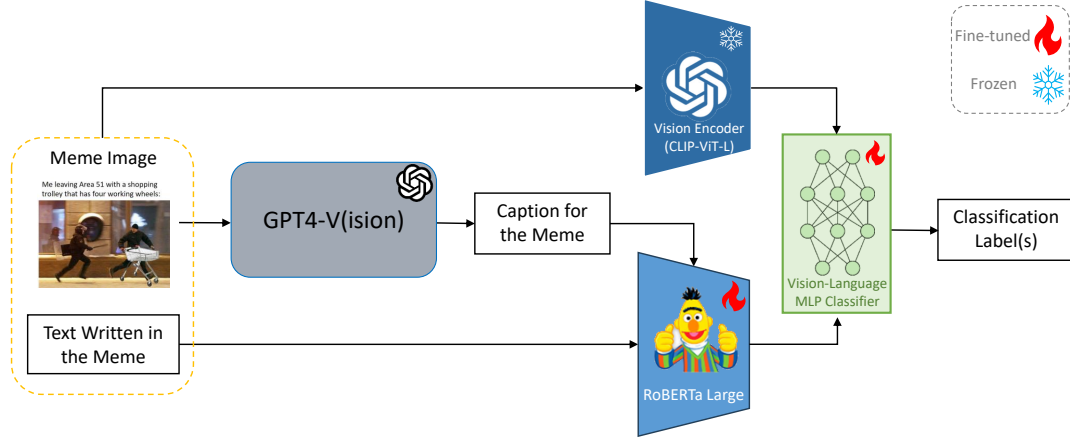 Fine-tuned
Frozen
Vision Encoder
(CLIP-ViT-L)
Meme Image
Me leaving Area 51 with a shopping
trolley that has four working wheels:
GPT4-V(ision)
Caption for
the Meme
Classification
Label(s)
Vision-Language
MLP Classifier
Text Written in
the Meme
RoBERTa Large